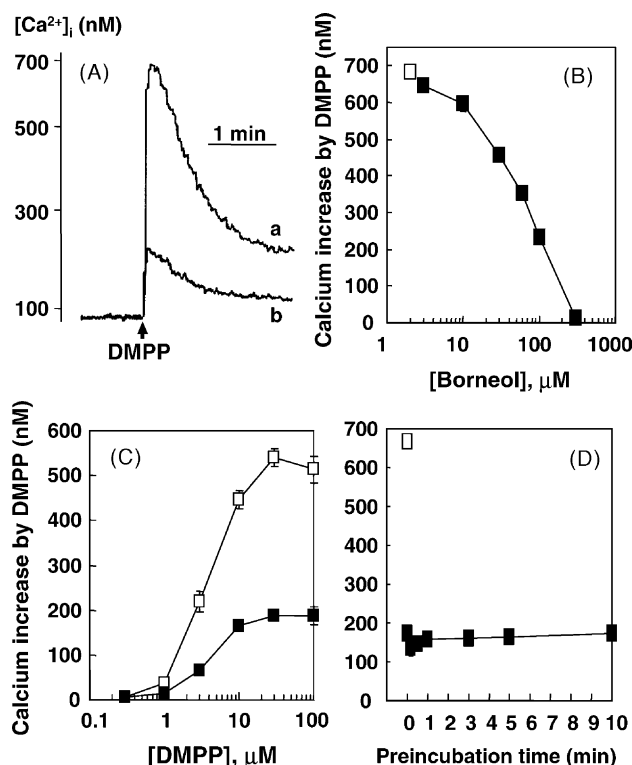 [Ca²⁺]ᵢ (nM)
700
500
300
100
(A)
1 min
a
b
DMPP
Calcium increase by DMPP (nM)
700
600
500
400
300
200
100
0
(B)
1 10 100 1000
[Borneol], μM
Calcium increase by DMPP (nM)
600
500
400
300
200
100
0
(C)
0.1 1 10 100
[DMPP], μM
700
600
500
400
300
200
100
0
(D)
0 1 2 3 4 5 6 7 8 9 10
Preincubation time (min)